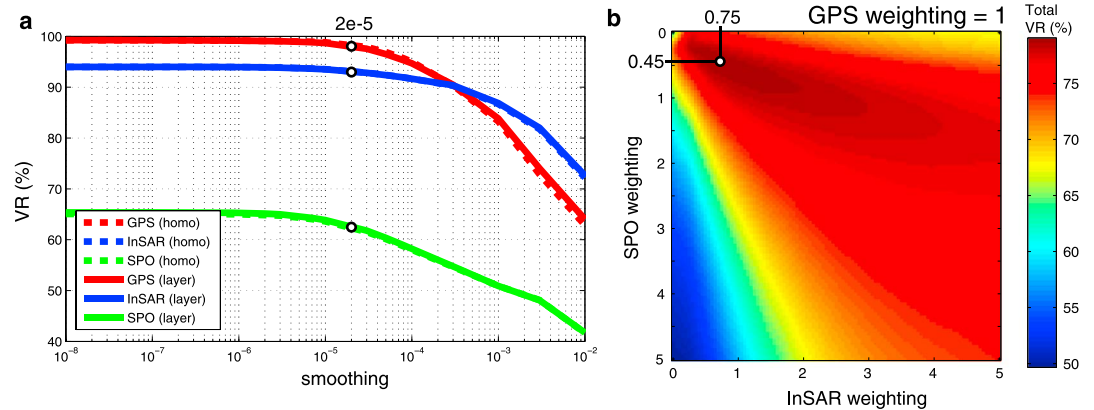 a
2e-5
VR (%)
100
90
80
70
60
50
40
GPS (homo)
InSAR (homo)
SPO (homo)
GPS (layer)
InSAR (layer)
SPO (layer)
10⁻⁸ 10⁻⁷ 10⁻⁶ 10⁻⁵ 10⁻⁴ 10⁻³ 10⁻²
smoothing
b
0.75
GPS weighting = 1
0.45
SPO weighting
0
1
2
3
4
5
0 1 2 3 4 5
InSAR weighting
Total
VR (%)
75
70
65
60
55
50